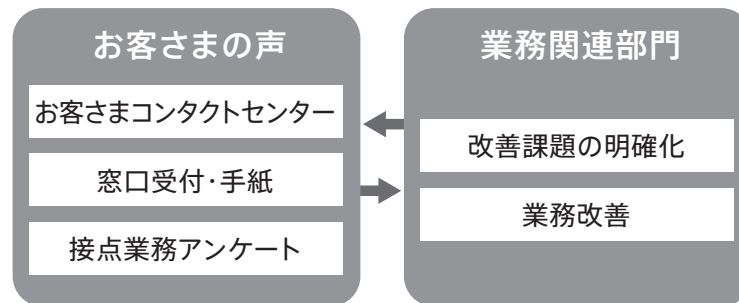 お客さまの声
お客さまコンタクトセンター
窓口受付・手紙
接点業務アンケート
業務関連部門
改善課題の明確化
業務改善